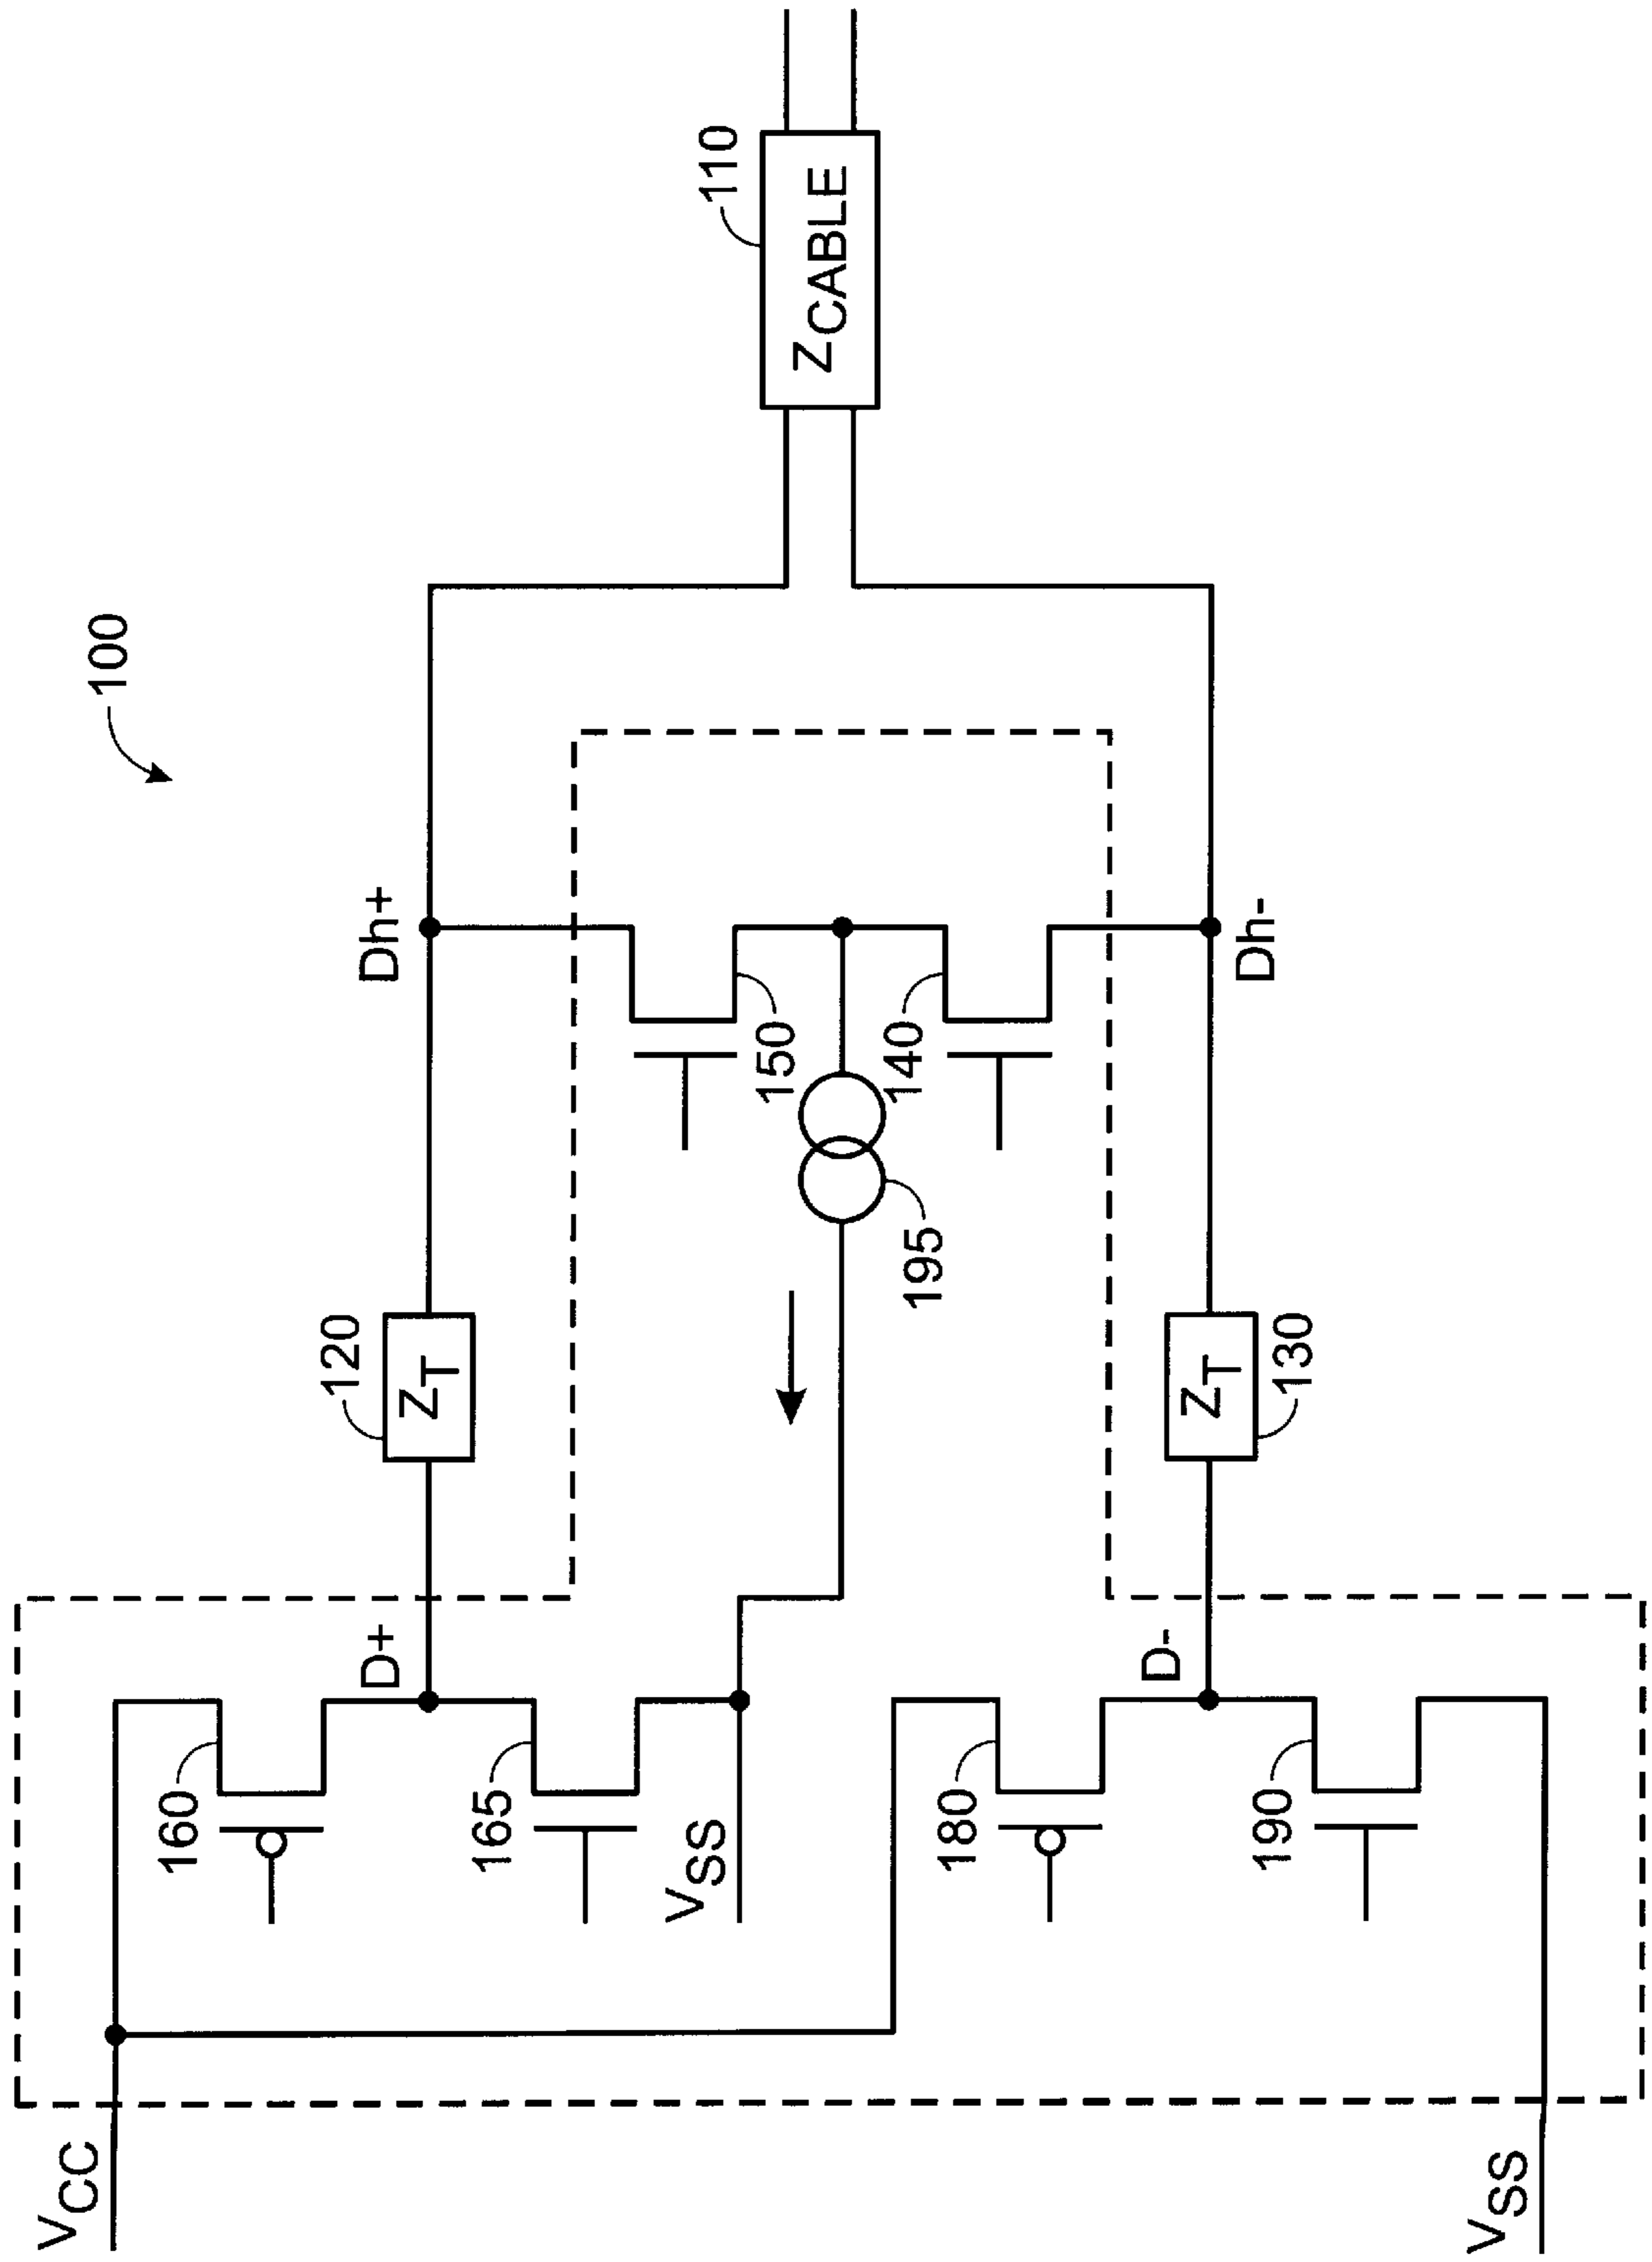 100
VCC
160
D+
120
ZT
Dh+
165
VSS
150
110
ZCABLE
195
140
180
D-
130
ZT
Dh-
190
VSS